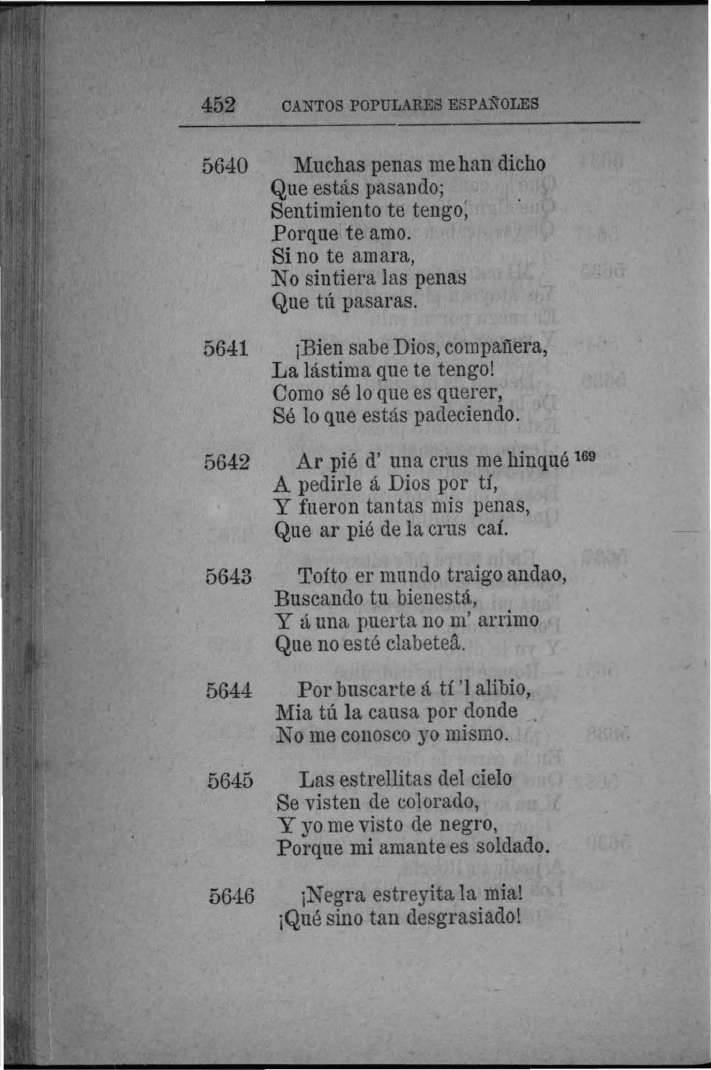 452 CANTOS POPULARES ESPAÑOLES
5640 Muchas penas me han dicho
Que estás pasando;
Sentimiento te tengo,
Porque te amo.
Si no te amara,
No sintiera las penas
Que tú pasaras.
5641 ¡Bien sabe Dios, compañera,
La lástima que te tengo!
Como sé lo que es querer,
Sé lo que estás padeciendo.
5642 Ar pié d' una crus me hinqué 169
A pedirle á Dios por tí,
Y fueron tantas mis penas,
Que ar pié de la crus caí.
5643 Toíto er mundo traigo andao,
Buscando tu bienestá,
Y á una puerta no m' arrimo
Que no esté clabeteâ.
5644 Por buscarte á tí 'l alibio,
Mia tú la causa por donde
No me conosco yo mismo.
5645 Las estrellitas del cielo
Se visten de colorado,
Y yo me visto de negro,
Porque mi amante es soldado.
5646 ¡Negra estreyita la mia!
¡Qué sino tan desgrasiado!